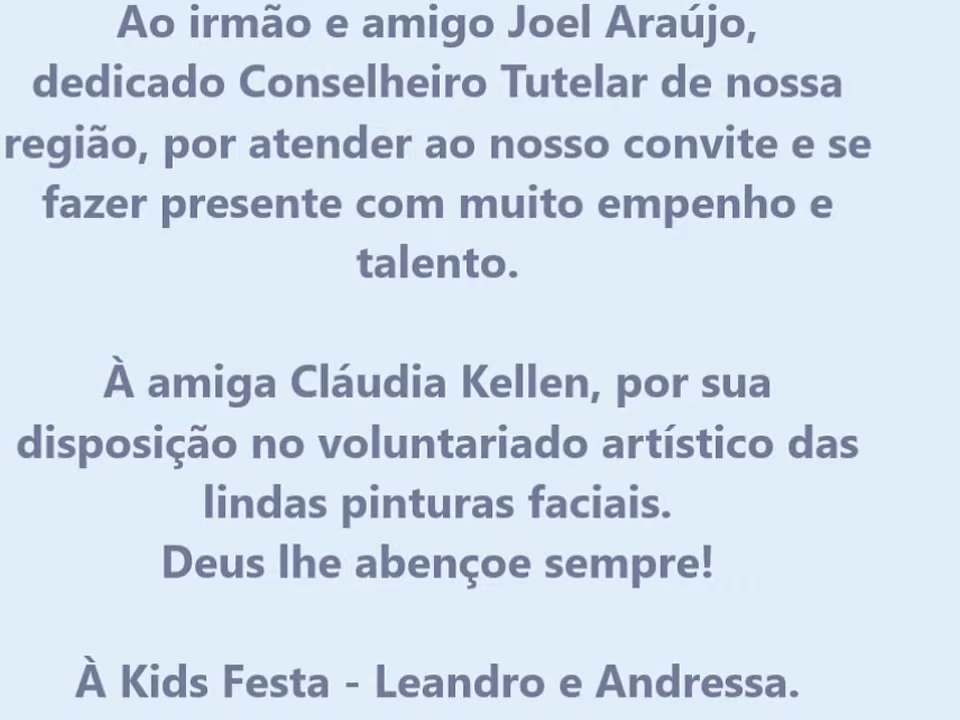 Ao irmão e amigo Joel Araújo,
dedicado Conselheiro Tutelar de nossa
região, por atender ao nosso convite e se
fazer presente com muito empenho e
talento.
À amiga Cláudia Kellen, por sua
disposição no voluntariado artístico das
lindas pinturas faciais.
Deus lhe abençoe sempre!
À Kids Festa - Leandro e Andressa.